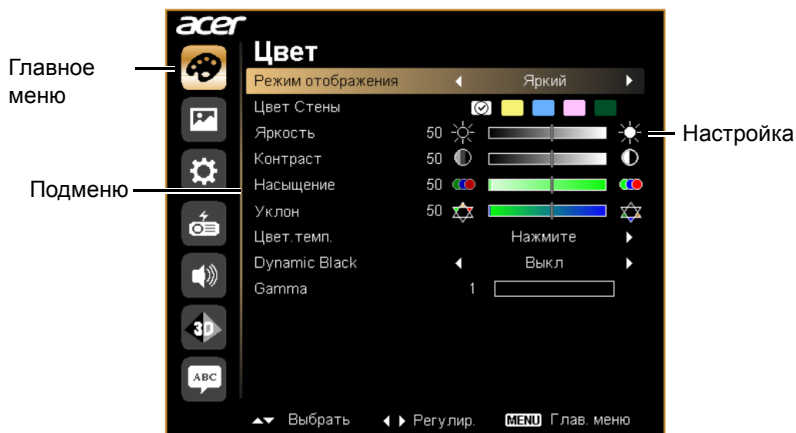 acer
Цвет
Главное
меню
Режим отображения Яркий
Цвет Стены
Яркость 50
Настройка
Контраст 50
Подменю
Насыщение 50
Уклон 50
Цвет.темп. Нажмите
Dynamic Black Выкл
Gamma 1
3D
ABC
Выбрать Регулир. MENU Глав. меню